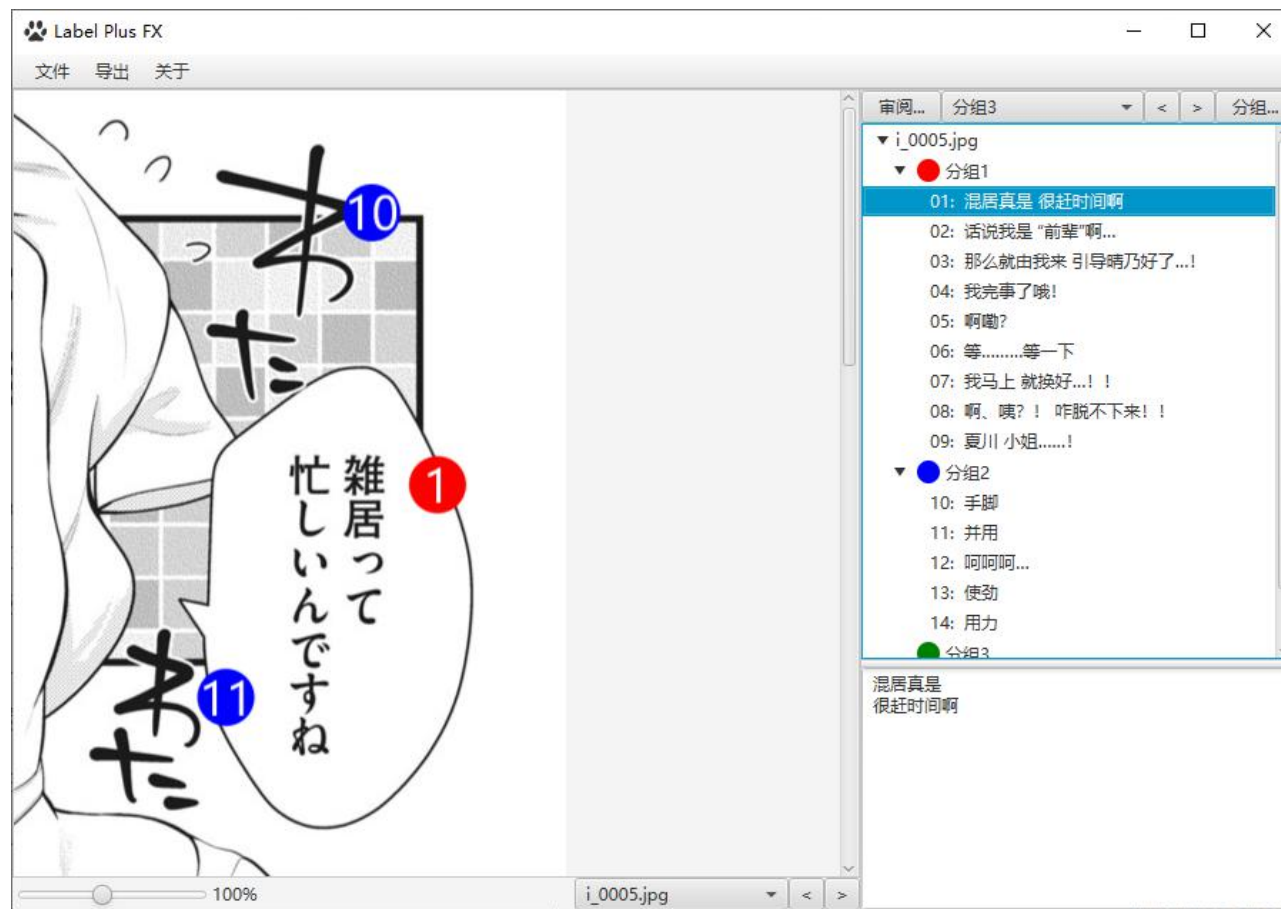 Label Plus FX
文件 导出 关于
わた
10
雑居って
忙しいんですね
1
わた
11
100%
i_0005.jpg
<
>
审阅... 分组3 < > 分组...
i_0005.jpg
分组1
01: 混居真是 很赶时间啊
02: 话说我是 “前辈”啊...
03: 那么就由我来 引导晴乃好了...!
04: 我完事了哦!
05: 啊嘞?
06: 等.........等一下
07: 我马上 就换好...! !
08: 啊、咦? ! 咋脱不下来! !
09: 夏川 小姐......!
分组2
10: 手脚
11: 并用
12: 呵呵呵...
13: 使劲
14: 用力
分组3
混居真是
很赶时间啊